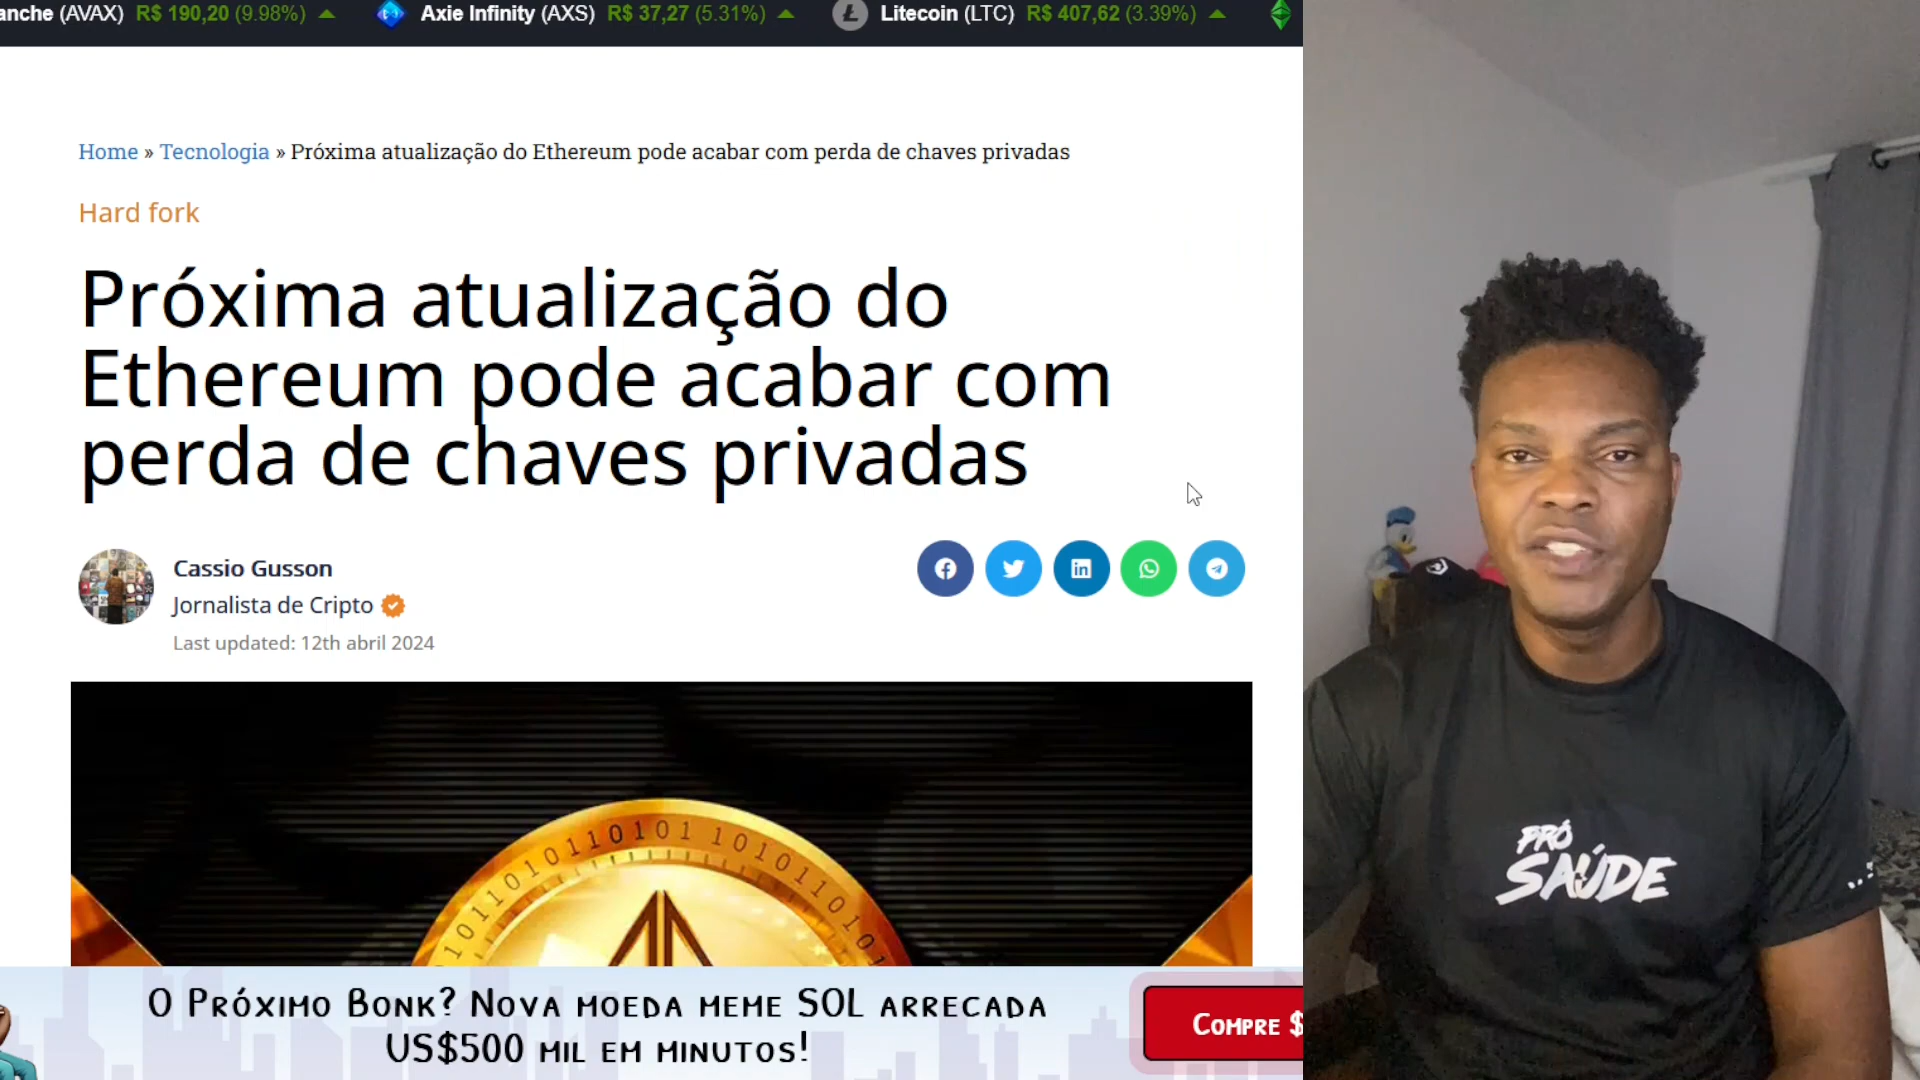 anche (AVAX) R$ 190,20 (9.98%) Axie Infinity (AXS) R$ 37,27 (5.31%) Litecoin (LTC) R$ 407,62 (3.39%)
Home » Tecnologia » Próxima atualização do Ethereum pode acabar com perda de chaves privadas
Hard fork
Próxima atualização do
Ethereum pode acabar com
perda de chaves privadas
Cassio Gusson
Jornalista de Cripto
Last updated: 12th abril 2024
in
1010110101101010110101 10101101010
O Próximo Bonk? Nova moeda meme SOL arrecada
US$500 mil em minutos!
Compre $
PRÓ
SAÚDE